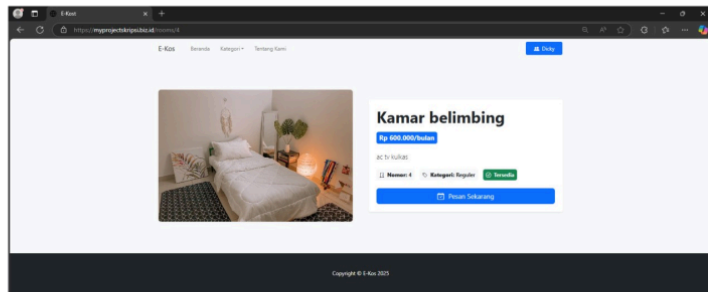 E-Kost
https://myprojectskripsi.biz.id/rooms/4
E-Kos Beranda Kategori Tentang Kami Dicky
Kamar belimbing
Rp 600.000/bulan
ac tv kulkas
Nomor: 4 Kategori: Reguler Tersedia
Pesan Sekarang
Copyright © E-Kos 2025